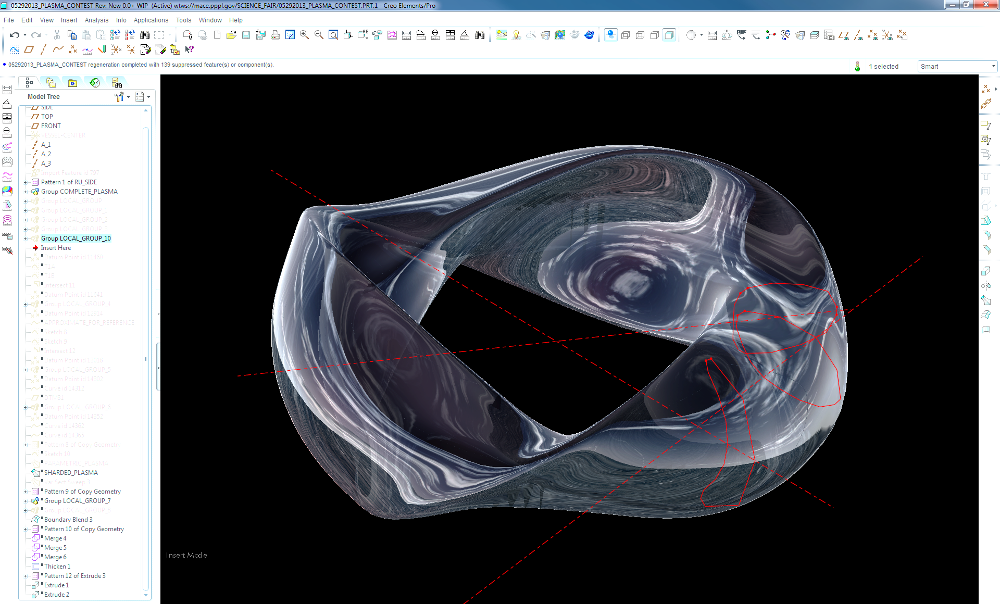 05292013_PLASMA_CONTEST Rev: New 0.0+ WIP (Active) wtws://mace.pppl.gov/SCIENCE_FAIR/05292013_PLASMA_CONTEST.PRT.1 - Creo Elements/Pro
File Edit View Insert Analysis Info Applications Tools Window Help
05292013_PLASMA_CONTEST regeneration completed with 139 suppressed feature(s) or component(s).
1 selected
Smart
Model Tree
SIDE
TOP
FRONT
VESSEL-CENTER
A_1
A_2
A_3
Import Feature id 797
Pattern 1 of RU_SIDE
Group COMPLETE_PLASMA
Group LOCAL_GROUP
Group LOCAL_GROUP_1
Group LOCAL_GROUP_2
Group LOCAL_GROUP_3
Group LOCAL_GROUP_10
Insert Here
Datum Point id 11460
T1A
T1B
Intersect 11
Datum Point id 11641
Group LOCAL_GROUP_4
Datum Point id 12914
APPROXIMATE_FOR_REFERENCE
Sketch 8
Sketch 9
Intersect 12
Datum Point id 13018
Group LOCAL_GROUP_5
Datum Point id 14302
Curve id 14312
DTM31
Group LOCAL_GROUP_6
Datum Point id 14352
Curve id 14362
Curve id 14365
Pattern 8 of Copy Geometry
Sketch 10
PARAMETRIC_PLASMA
SHARDED_PLASMA
Var Sect Sweep 3
Pattern 9 of Copy Geometry
Group LOCAL_GROUP_7
Group LOCAL_GROUP_8
Boundary Blend 3
Pattern 10 of Copy Geometry
Merge 4
Merge 5
Merge 6
Thicken 1
Pattern 12 of Extrude 3
Extrude 1
Extrude 2
Insert Mode